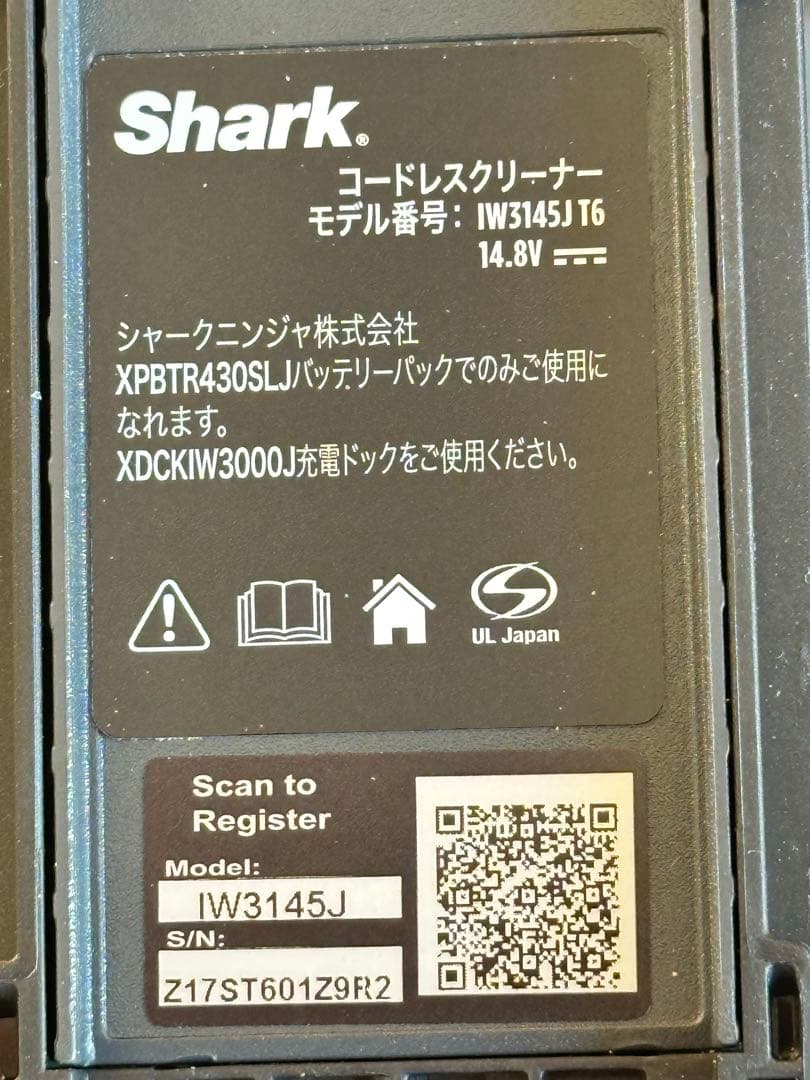 Shark®
コードレスクリーナー
モデル番号： IW3145J T6
14.8V
シャークニンジャ株式会社
XPBTR430SLJバッテリーパックでのみご使用に
なれます。
XDCKIW3000J充電ドックをご使用ください。
UL Japan
Scan to
Register
Model:
IW3145J
S/N:
Z17ST601Z9R2